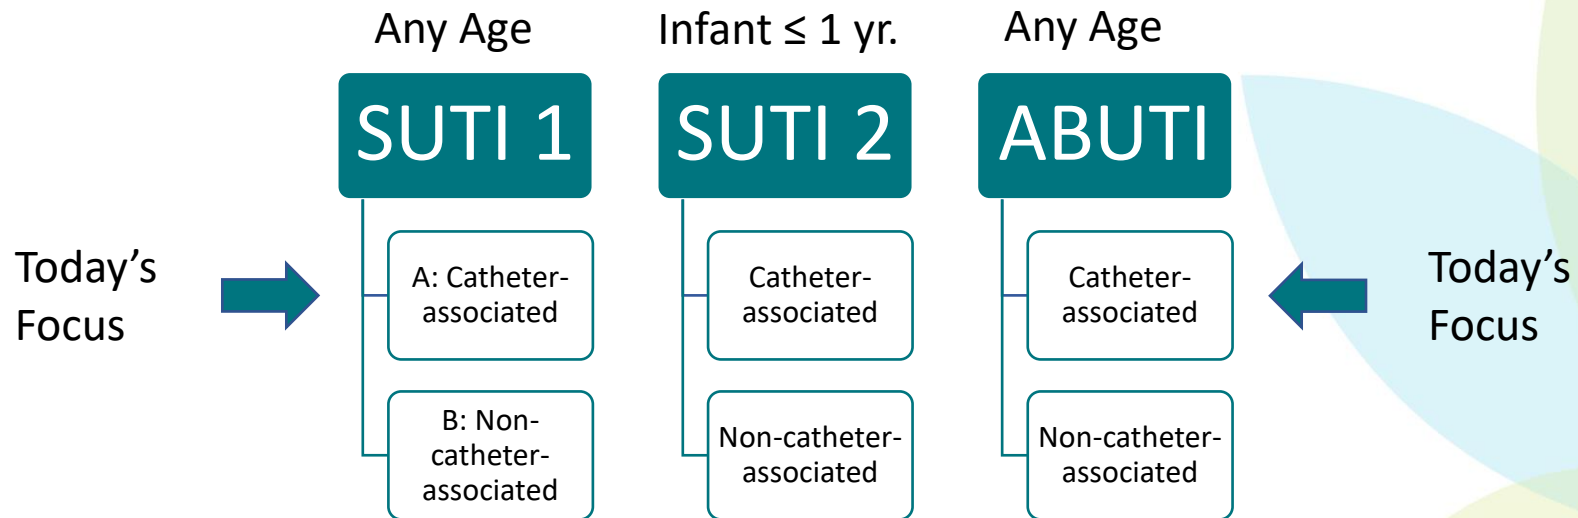 Any Age
Infant ≤ 1 yr.
Any Age
SUTI 1
SUTI 2
ABUTI
Today’s
Focus
A: Catheter-
associated
Catheter-
associated
Catheter-
associated
Today’s
Focus
B: Non-
catheter-
associated
Non-catheter-
associated
Non-catheter-
associated